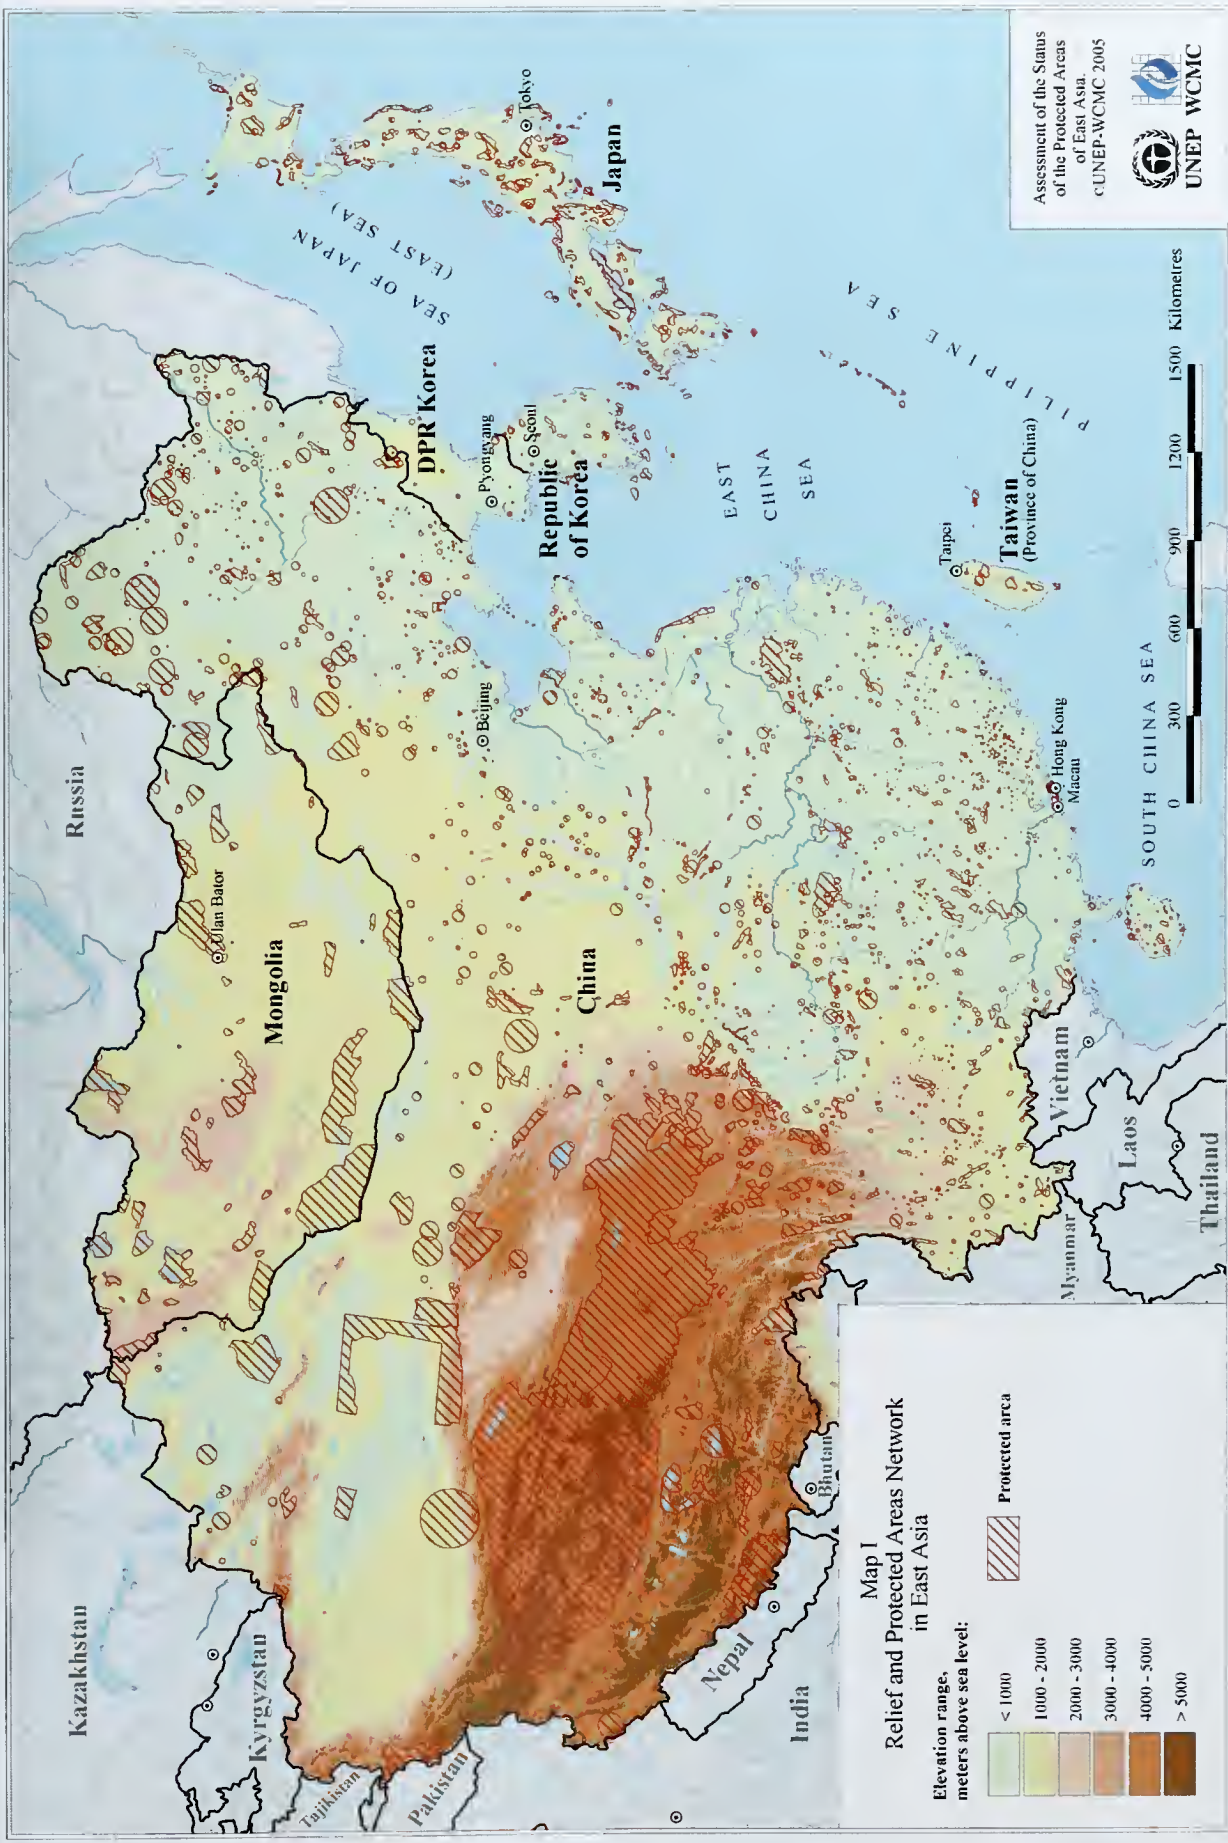 Assessment of the Status
of the Protected Areas
of East Asia.
©UNEP-WCMC 2005
UNEP WCMC
Russia
Kazakhstan
Kyrgyzstan
Tajikistan
Pakistan
Mongolia
Ulan Bator
China
Beijing
DPR Korea
Pyongyang
Seoul
Republic
of Korea
Japan
Tokyo
SEA OF JAPAN
(EAST SEA)
EAST
CHINA
SEA
PILIPPINE SEA
Taipei
Taiwan
(Province of China)
Hong Kong
Macau
SOUTH CHINA SEA
Vietnam
Laos
Thailand
Myanmar
Bhutan
Nepal
India
0 300 600 900 1200 1500 Kilometres
Map I
Relief and Protected Areas Network
in East Asia
Elevation range,
meters above sea level:
< 1000
1000 - 2000
2000 - 3000
3000 - 4000
4000 - 5000
> 5000
Protected area